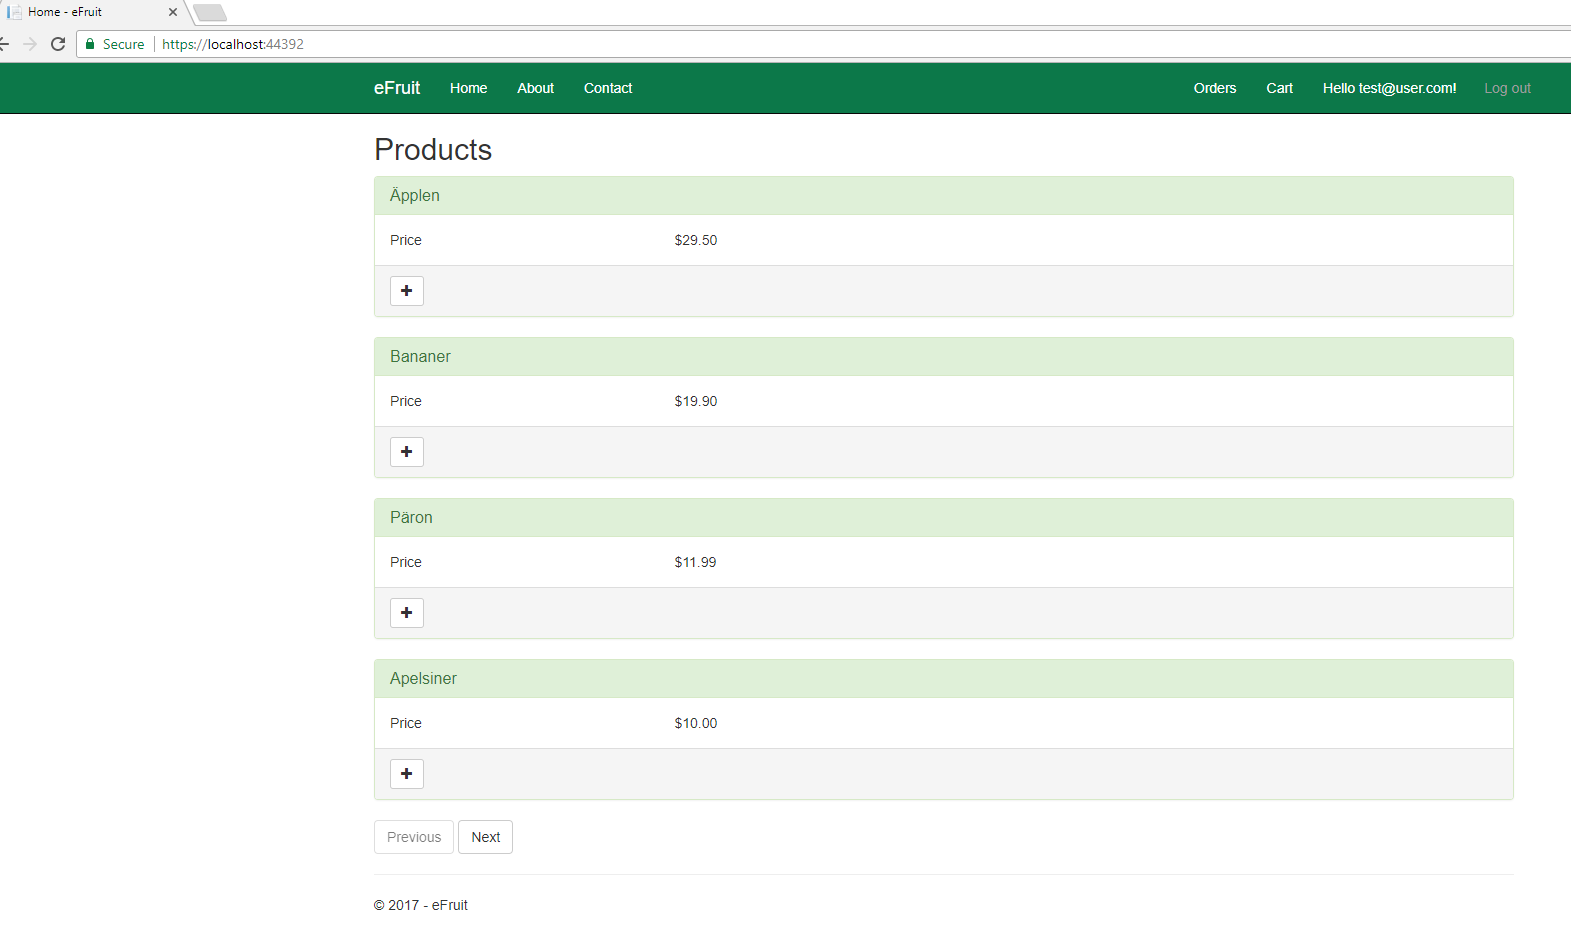 Home - eFruit
Secure https://localhost:44392
eFruit Home About Contact Orders Cart Hello test@user.com! Log out
Products
Äpplen
Price $29.50
Bananer
Price $19.90
Päron
Price $11.99
Apelsiner
Price $10.00
Previous Next
© 2017 - eFruit